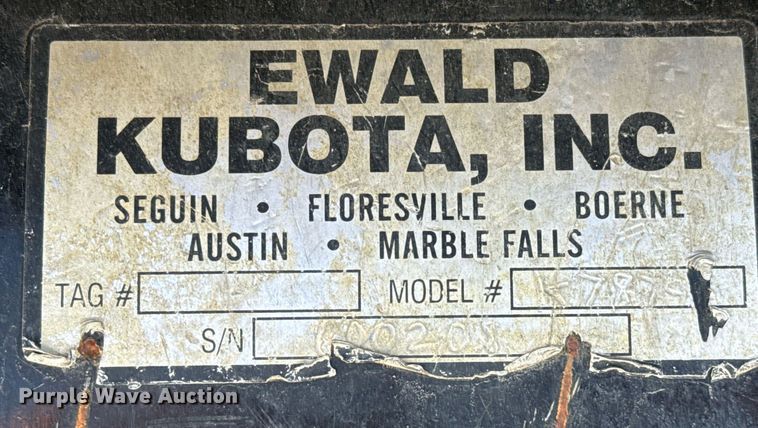 EWALD
KUBOTA, INC.
SEGUIN • FLORESVILLE • BOERNE
AUSTIN • MARBLE FALLS
TAG # MODEL #
S/N
Purple Wave Auction